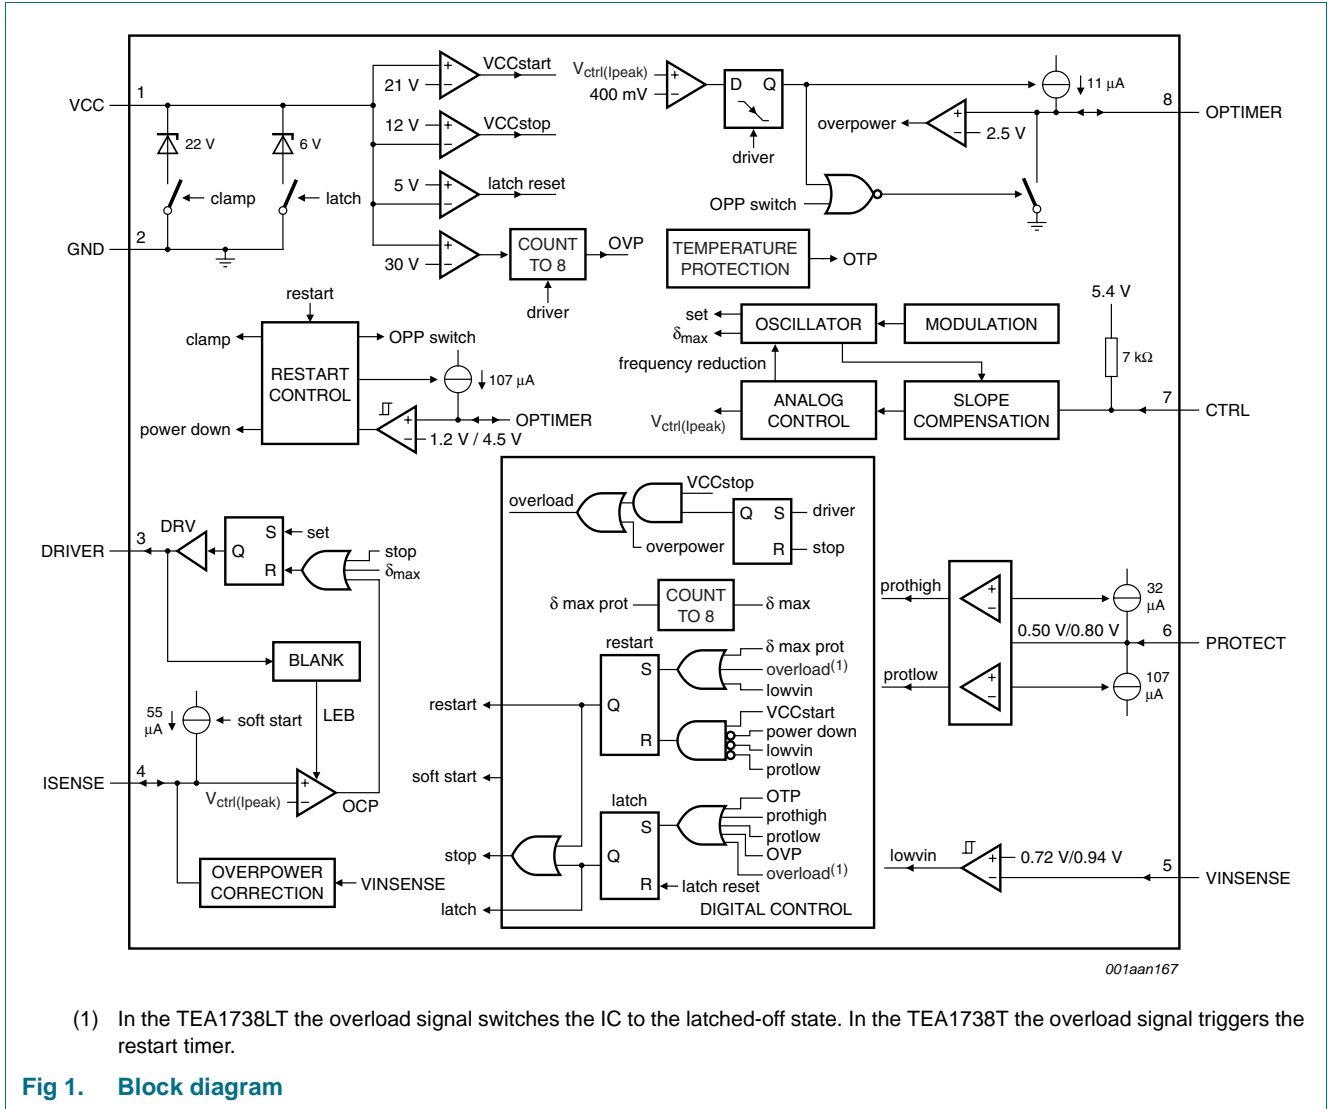 VCC
1
22 V
6 V
clamp
latch
GND
2
21 V
+
−
VCCstart
12 V
+
−
VCCstop
5 V
+
−
latch reset
30 V
+
−
COUNT
TO 8
OVP
driver
Vctrl(Ipeak)
400 mV
+
−
D Q
driver
11 μA
8
OPTIMER
overpower
+
−
2.5 V
OPP switch
TEMPERATURE
PROTECTION
OTP
restart
clamp
OPP switch
RESTART
CONTROL
107 μA
power down
+
−
OPTIMER
1.2 V / 4.5 V
set
δmax
OSCILLATOR
MODULATION
frequency reduction
5.4 V
7 kΩ
Vctrl(Ipeak)
ANALOG
CONTROL
SLOPE
COMPENSATION
7
CTRL
overload
VCCstop
overpower
Q S
R
driver
stop
δ max prot
COUNT
TO 8
δ max
restart
S
Q
R
δ max prot
overload(1)
lowvin
VCCstart
power down
lowvin
protlow
restart
soft start
latch
S
Q
R
OTP
prothigh
protlow
OVP
overload(1)
latch reset
stop
latch
DIGITAL CONTROL
DRIVER
3
DRV
S
Q
R
set
stop
δmax
BLANK
LEB
55
μA
soft start
ISENSE
4
Vctrl(Ipeak)
+
−
OCP
OVERPOWER
CORRECTION
VINSENSE
prothigh
+
−
32
μA
0.50 V/0.80 V
6
PROTECT
protlow
+
−
107
μA
lowvin
+
−
0.72 V/0.94 V
5
VINSENSE
001aan167
(1) In the TEA1738LT the overload signal switches the IC to the latched-off state. In the TEA1738T the overload signal triggers the
restart timer.
Fig 1. Block diagram